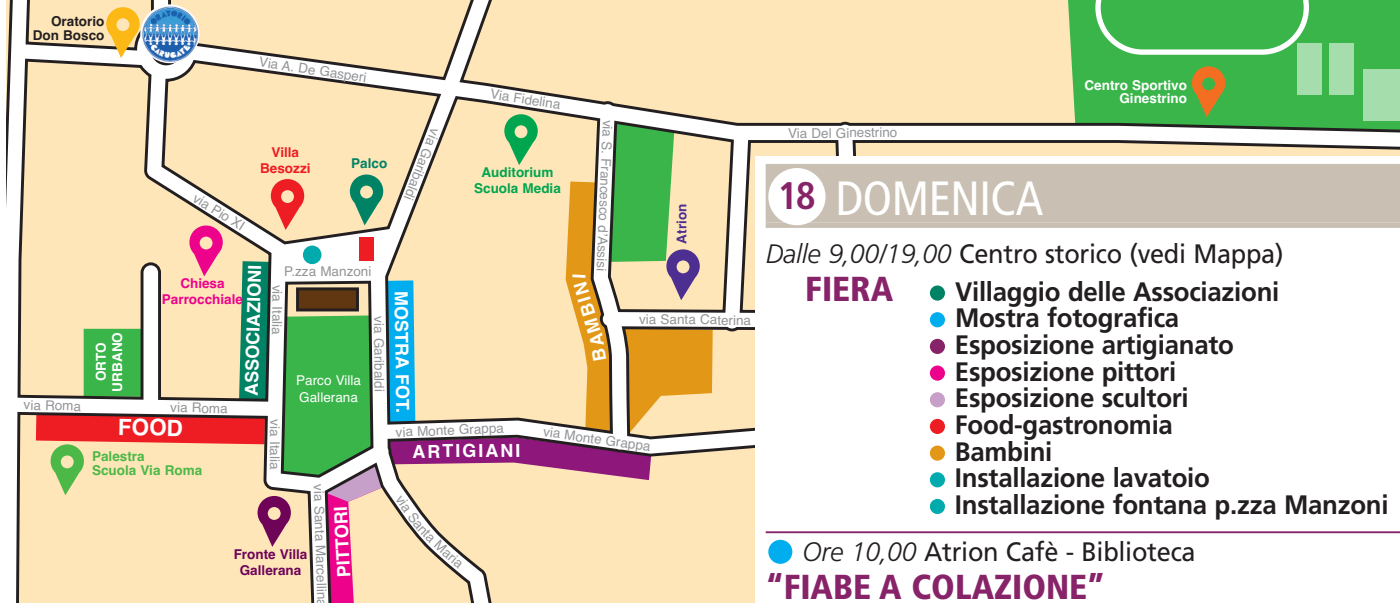 Oratorio
Don Bosco
ORATORIO
CARUGATE
Via A. De Gasperi
Via Fidelina
Via Del Ginestrino
Centro Sportivo
Ginestrino
via Garibaldi
via S. Francesco d'Assisi
Villa
Besozzi
Palco
Auditorium
Scuola Media
via Pio XI
Atrion
Chiesa
Parrocchiale
P.zza Manzoni
ASSOCIAZIONI
via Italia
MOSTRA FOT.
via Garibaldi
BAMBINI
via Santa Caterina
ORTO
URBANO
Parco Villa
Gallerana
via Roma
via Roma
FOOD
via Italia
via Monte Grappa
via Monte Grappa
ARTIGIANI
Palestra
Scuola Via Roma
via Santa Marcellina
PITTORI
via Santa Maria
Fronte Villa
Gallerana
18 DOMENICA
Dalle 9,00/19,00 Centro storico (vedi Mappa)
FIERA
Villaggio delle Associazioni
Mostra fotografica
Esposizione artigianato
Esposizione pittori
Esposizione scultori
Food-gastronomia
Bambini
Installazione lavatoio
Installazione fontana p.zza Manzoni
Ore 10,00 Atrion Cafè - Biblioteca
“FIABE A COLAZIONE”